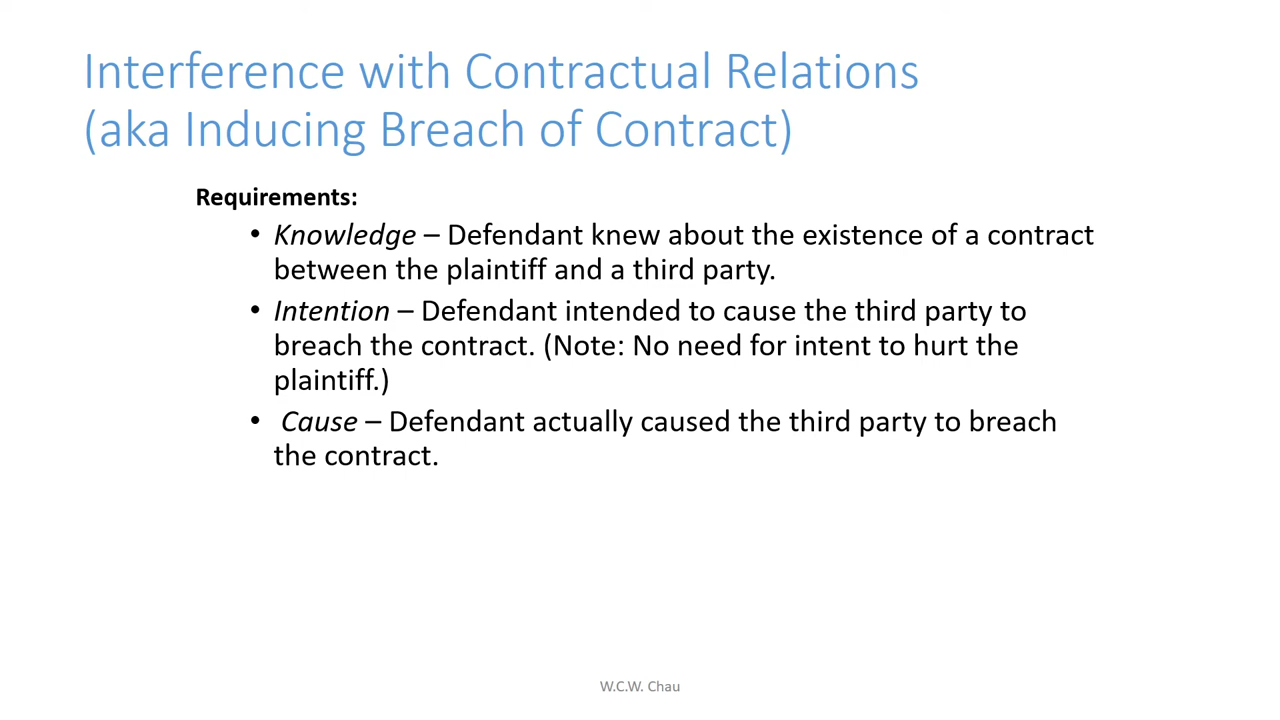 Interference with Contractual Relations
(aka Inducing Breach of Contract)
Requirements:
• Knowledge – Defendant knew about the existence of a contract
between the plaintiff and a third party.
• Intention – Defendant intended to cause the third party to
breach the contract. (Note: No need for intent to hurt the
plaintiff.)
• Cause – Defendant actually caused the third party to breach
the contract.
W.C.W. Chau